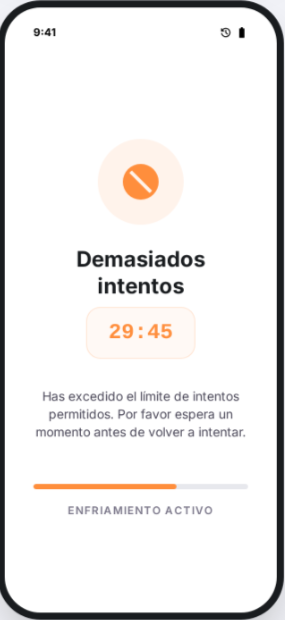 9:41
Demasiados
intentos
29:45
Has excedido el límite de intentos
permitidos. Por favor espera un
momento antes de volver a intentar.
ENFRIAMIENTO ACTIVO